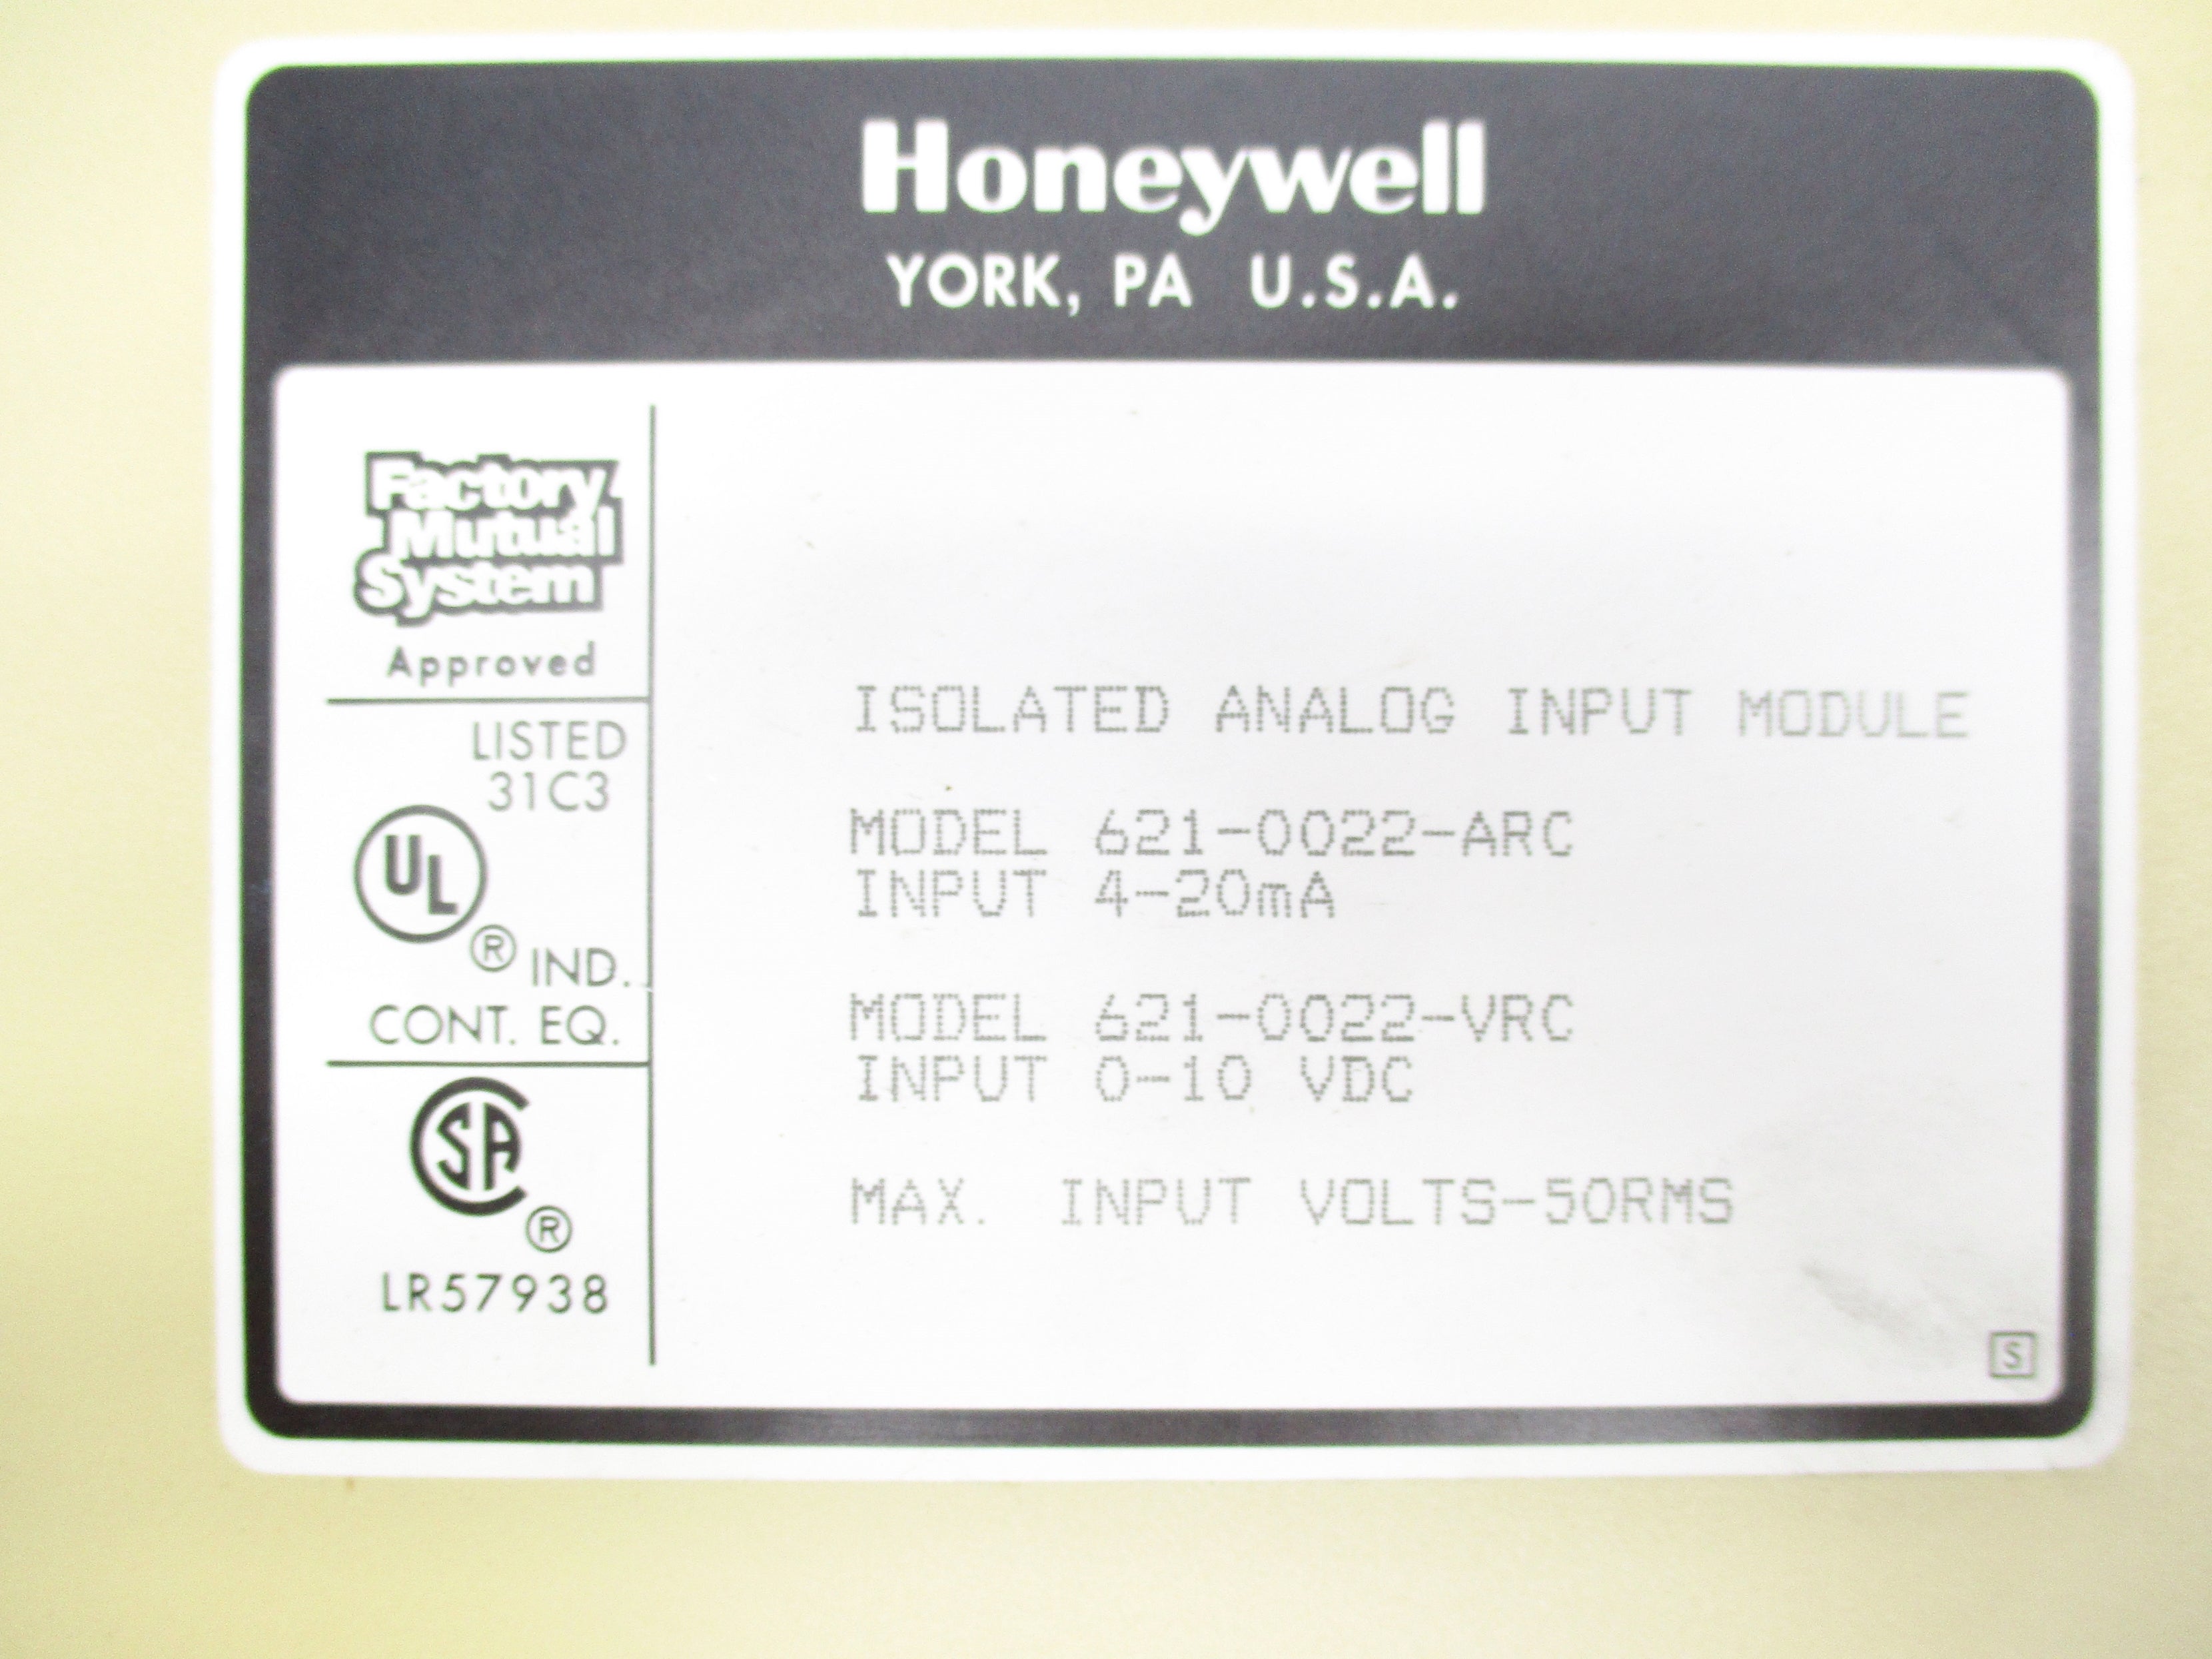 Honeywell
YORK, PA U.S.A.
Factory
Mutual
System
Approved
LISTED
31C3
UL
® IND.
CONT. EQ.
CSA
®
LR57938
ISOLATED ANALOG INPUT MODULE
MODEL 621-0022-ARC
INPUT 4-20mA
MODEL 621-0022-VRC
INPUT 0-10 VDC
MAX. INPUT VOLTS-50RMS
S